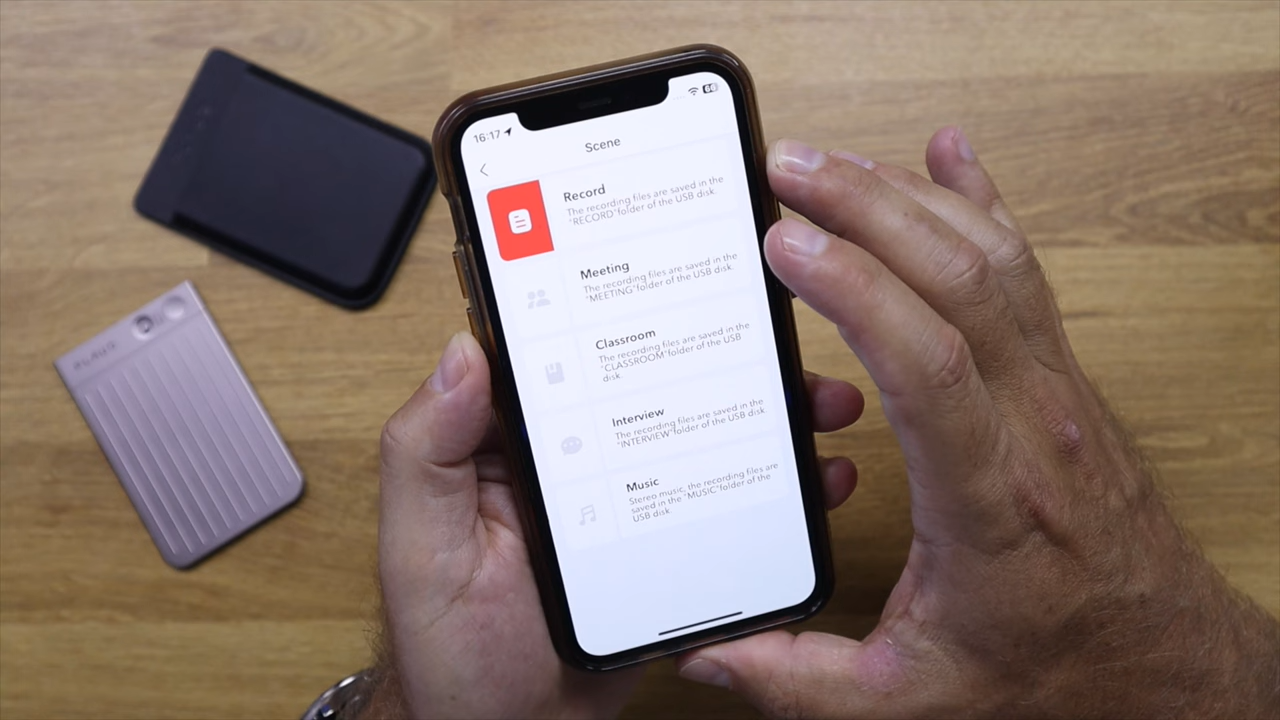 16:17
66
Scene
Record
The recording files are saved in the
"RECORD"folder of the USB disk.
Meeting
The recording files are saved in the
"MEETING"folder of the USB disk.
Classroom
The recording files are saved in the
"CLASSROOM"folder of the USB
disk.
Interview
The recording files are saved in the
"INTERVIEW"folder of the USB disk.
Music
Stereo music, the recording files are
saved in the "MUSIC"folder of the
USB disk.
PLAUD